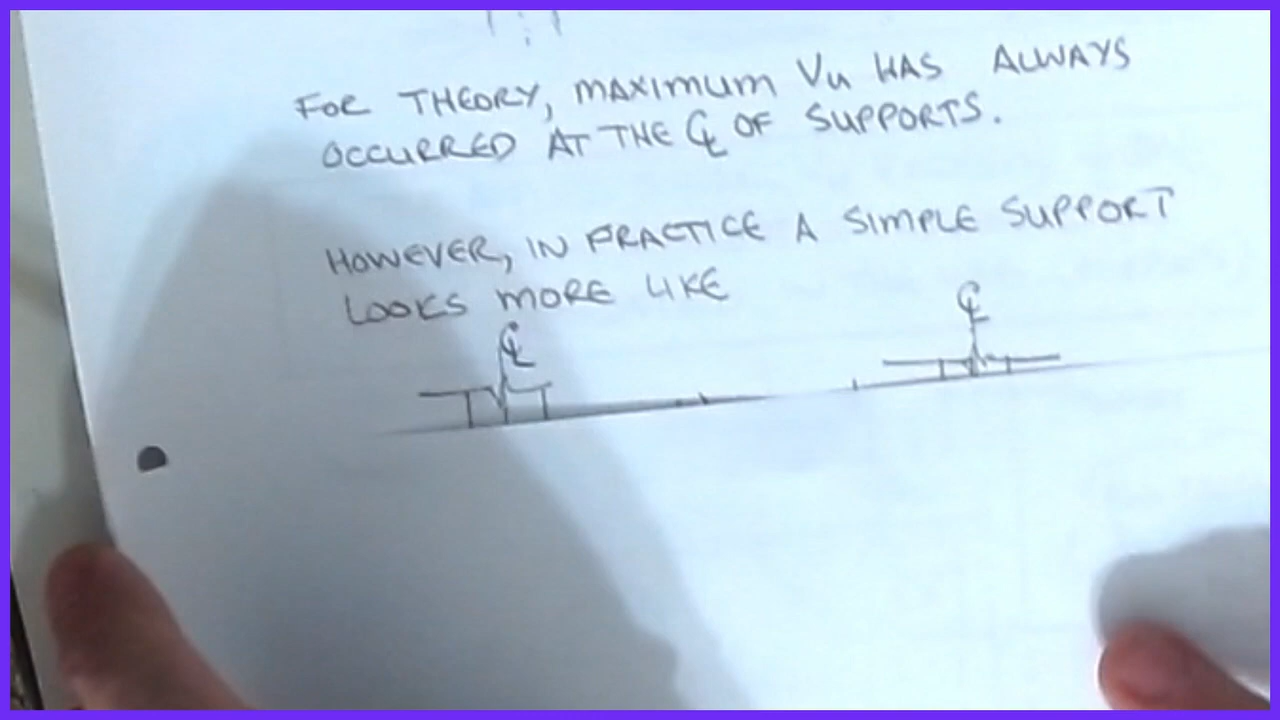 FOR THEORY, MAXIMUM Vu HAS ALWAYS
OCCURRED AT THE ℄ OF SUPPORTS.
HOWEVER, IN PRACTICE A SIMPLE SUPPORT
LOOKS MORE LIKE
℄
℄